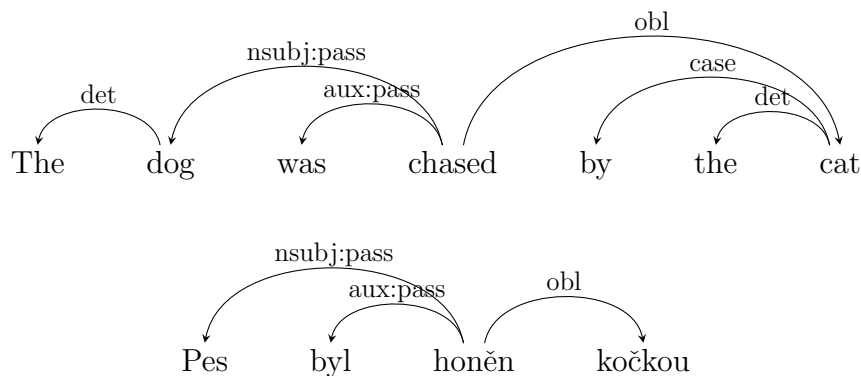 obl
nsubj:pass case
det aux:pass det
The dog was chased by the cat
nsubj:pass obl
aux:pass
Pes byl honěn kočkou